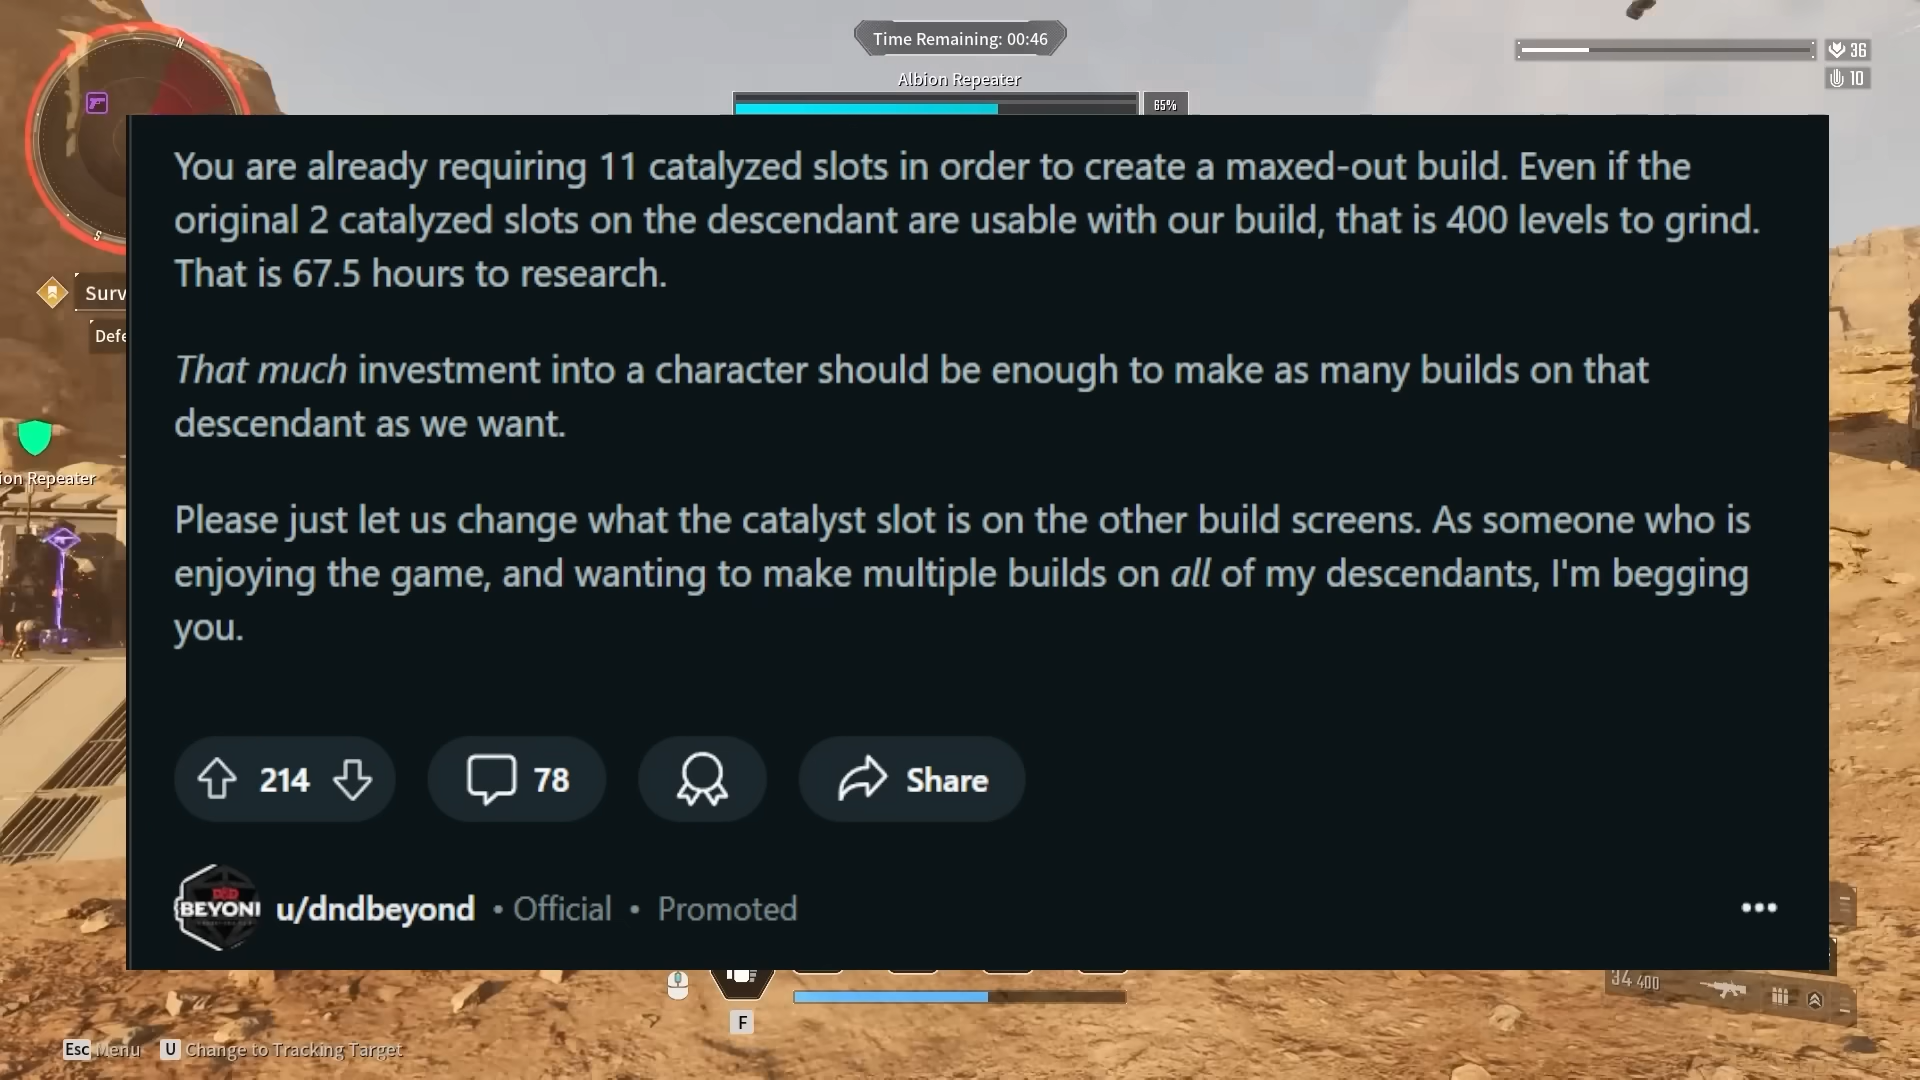 N
Time Remaining: 00:46
36
Albion Repeater
10
65%
You are already requiring 11 catalyzed slots in order to create a maxed-out build. Even if the
original 2 catalyzed slots on the descendant are usable with our build, that is 400 levels to grind.
That is 67.5 hours to research.
S
Surv
Defe
That much investment into a character should be enough to make as many builds on that
descendant as we want.
ion Repeater
Please just let us change what the catalyst slot is on the other build screens. As someone who is
enjoying the game, and wanting to make multiple builds on all of my descendants, I'm begging
you.
214
78
Share
D&D
BEYOND
u/dndbeyond • Official • Promoted
34 400
F
Esc Menu
U Change to Tracking Target